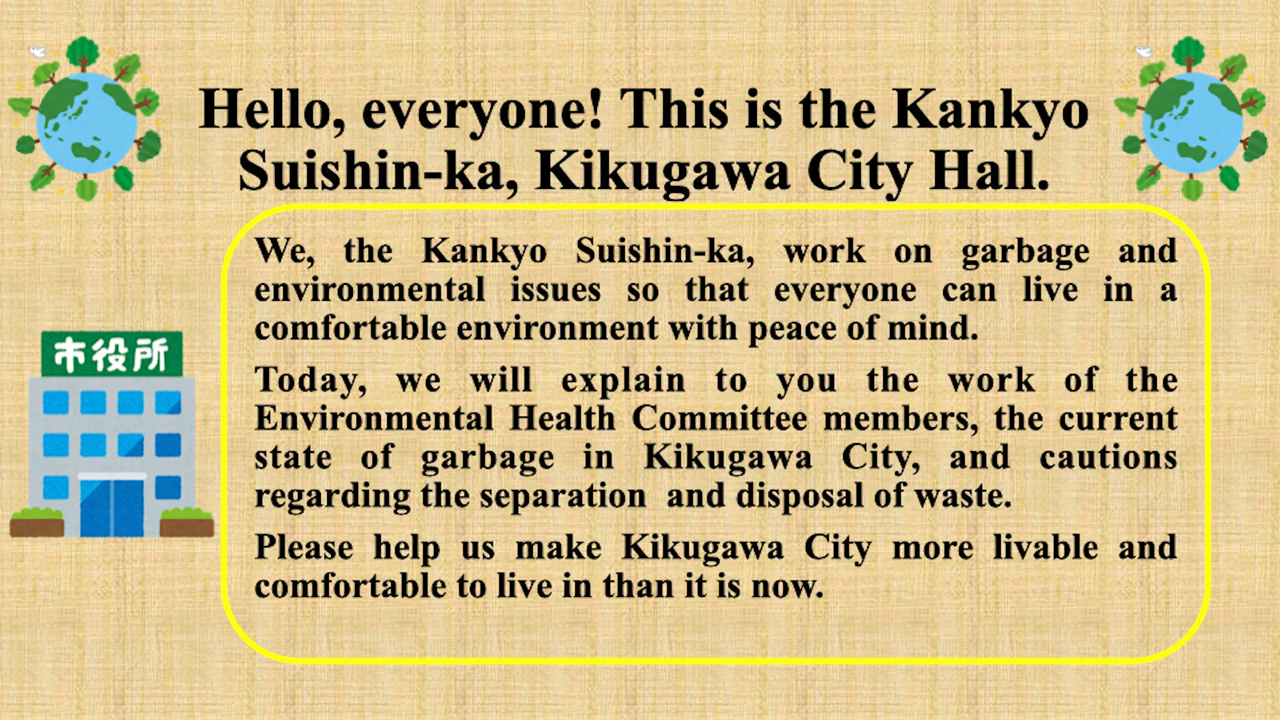 Hello, everyone! This is the Kankyo
Suishin-ka, Kikugawa City Hall.
We, the Kankyo Suishin-ka, work on garbage and
environmental issues so that everyone can live in a
comfortable environment with peace of mind.
市役所
Today, we will explain to you the work of the
Environmental Health Committee members, the current
state of garbage in Kikugawa City, and cautions
regarding the separation  and disposal of waste.
Please help us make Kikugawa City more livable and
comfortable to live in than it is now.